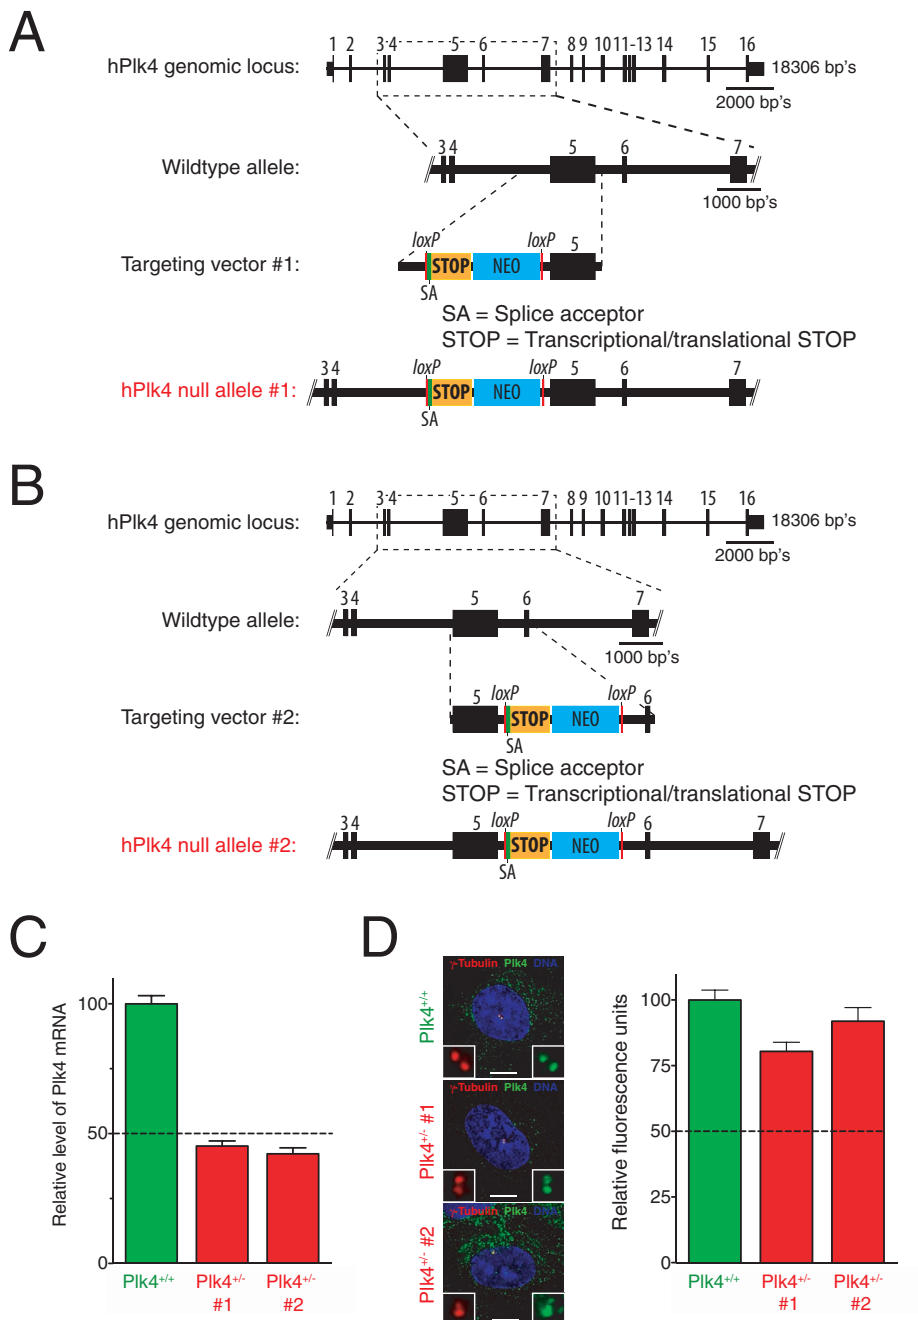 A
1 2 3 4 5 6 7 8 9 10 11-13 14 15 16
hPlk4 genomic locus:
18306 bp's
2000 bp's
3 4 5 6 7
Wildtype allele:
1000 bp's
loxP loxP 5
Targeting vector #1:
STOP NEO
SA
SA = Splice acceptor
STOP = Transcriptional/translational STOP
3 4 loxP loxP 5 6 7
hPlk4 null allele #1:
STOP NEO
SA
B
1 2 3 4 5 6 7 8 9 10 11-13 14 15 16
hPlk4 genomic locus:
18306 bp's
2000 bp's
3 4 5 6 7
Wildtype allele:
1000 bp's
5 loxP loxP 6
Targeting vector #2:
STOP NEO
SA
SA = Splice acceptor
STOP = Transcriptional/translational STOP
3 4 5 loxP loxP 6 7
hPlk4 null allele #2:
STOP NEO
SA
C
Relative level of Plk4 mRNA
100
50
0
Plk4+/+
Plk4+/- #1
Plk4+/- #2
D
γ-Tubulin Plk4 DNA
Plk4+/+
γ-Tubulin Plk4 DNA
Plk4+/- #1
γ-Tubulin Plk4 DNA
Plk4+/- #2
Relative fluorescence units
100
75
50
25
0
Plk4+/+
Plk4+/- #1
Plk4+/- #2